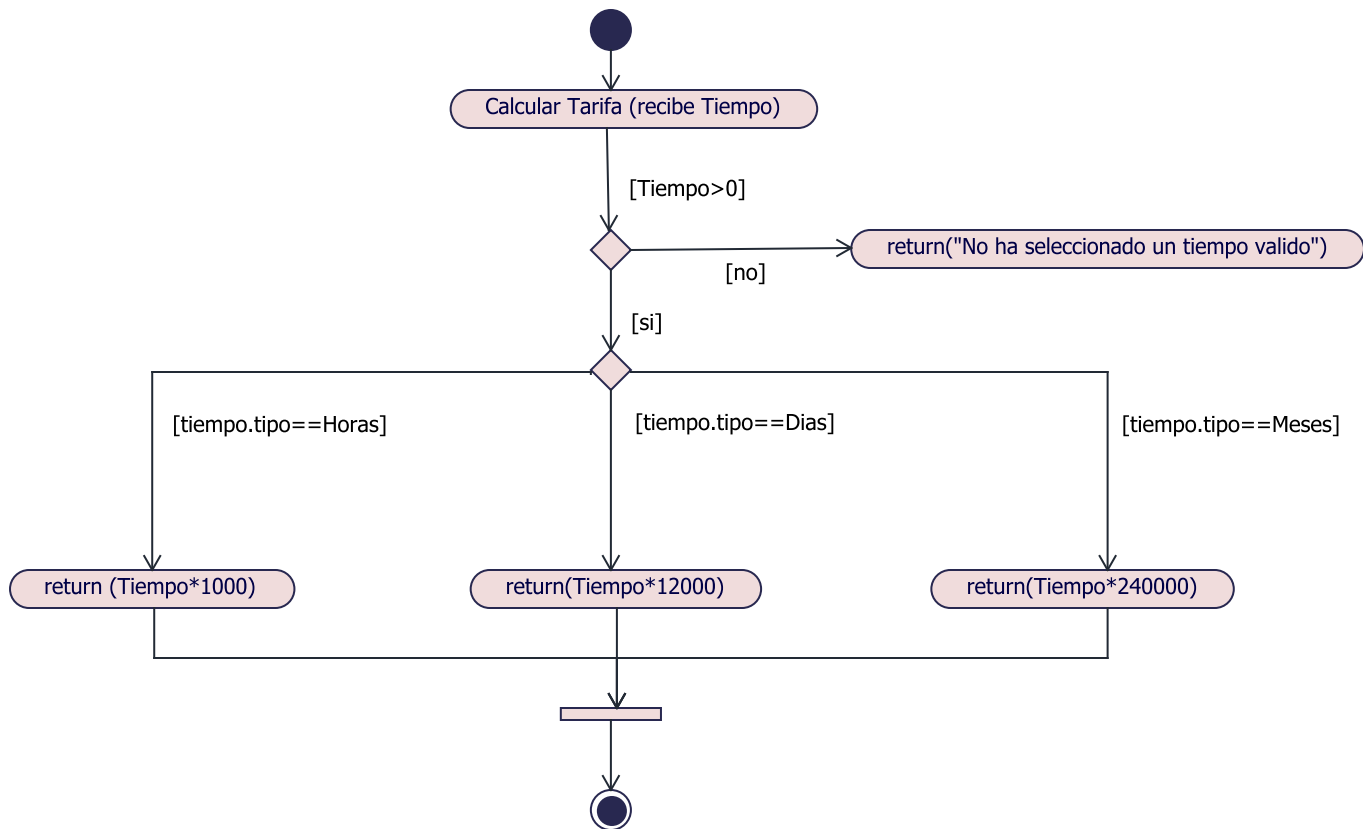 Calcular Tarifa (recibe Tiempo)
[Tiempo>0]
return("No ha seleccionado un tiempo valido")
[no]
[si]
[tiempo.tipo==Horas]
[tiempo.tipo==Dias]
[tiempo.tipo==Meses]
return (Tiempo*1000)
return(Tiempo*12000)
return(Tiempo*240000)